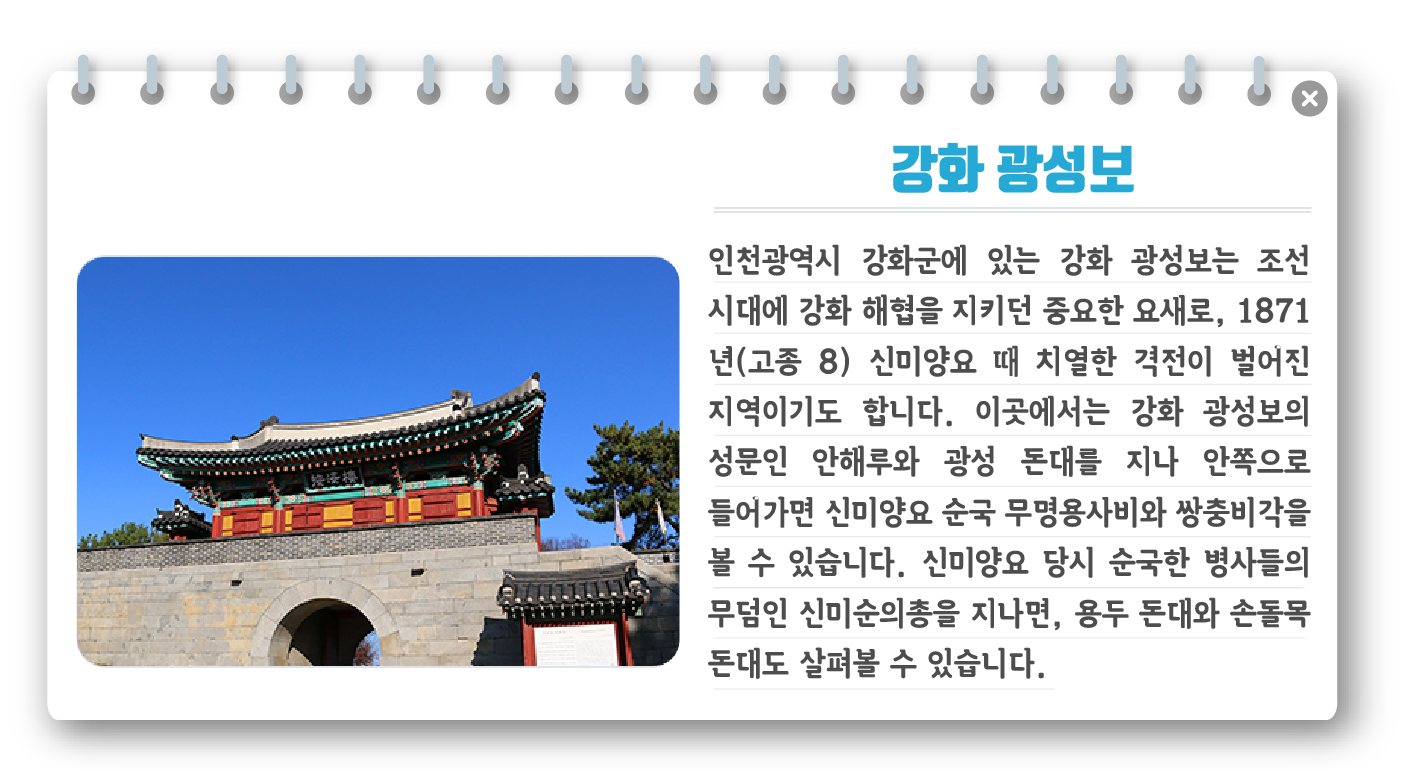 강화 광성보
인천광역시 강화군에 있는 강화 광성보는 조선
시대에 강화 해협을 지키던 중요한 요새로, 1871
년(고종 8) 신미양요 때 치열한 격전이 벌어진
지역이기도 합니다. 이곳에서는 강화 광성보의
성문인 안해루와 광성 돈대를 지나 안쪽으로
들어가면 신미양요 순국 무명용사비와 쌍충비각을
볼 수 있습니다. 신미양요 당시 순국한 병사들의
무덤인 신미순의총을 지나면, 용두 돈대와 손돌목
돈대도 살펴볼 수 있습니다.